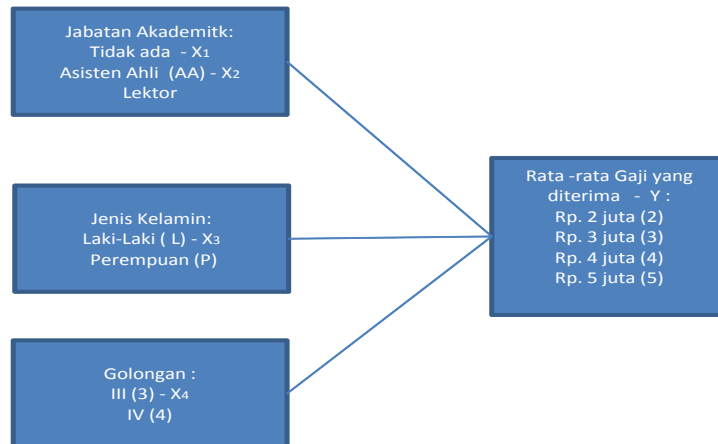 Jabatan Akademitk:
Tidak ada - X₁
Asisten Ahli (AA) - X₂
Lektor
Jenis Kelamin:
Laki-Laki ( L) - X₃
Perempuan (P)
Golongan :
III (3) - X₄
IV (4)
Rata -rata Gaji yang
diterima - Y :
Rp. 2 juta (2)
Rp. 3 juta (3)
Rp. 4 juta (4)
Rp. 5 juta (5)